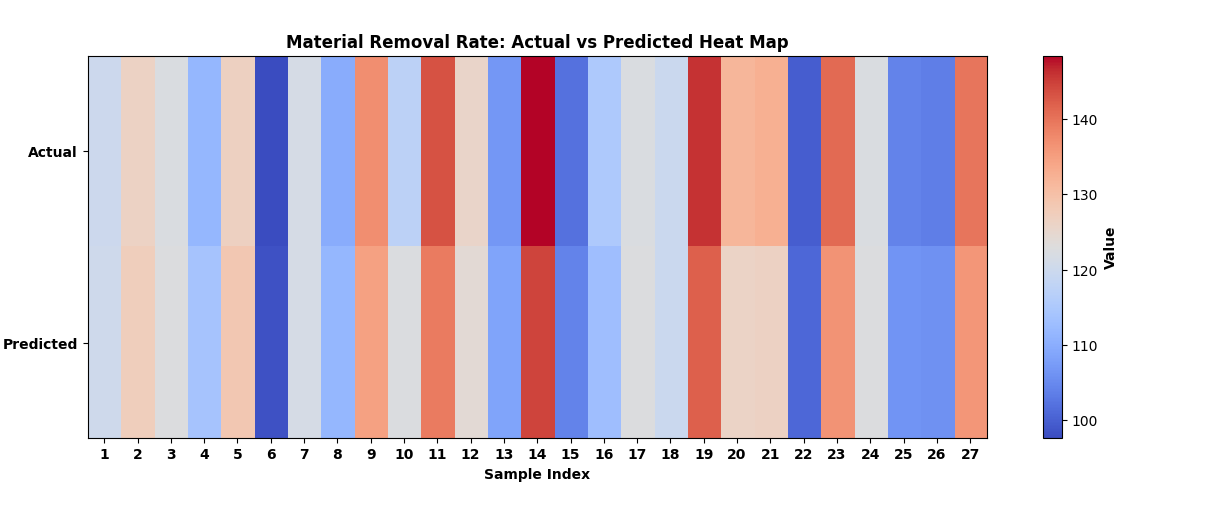 Material Removal Rate: Actual vs Predicted Heat Map
Actual
Predicted
1 2 3 4 5 6 7 8 9 10 11 12 13 14 15 16 17 18 19 20 21 22 23 24 25 26 27
Sample Index
140
130
120
110
100
Value